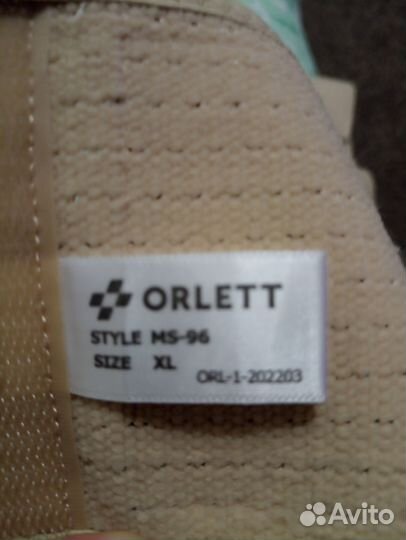 ORLETT
STYLE MS-96
SIZE XL
ORL-1-202203
Avito